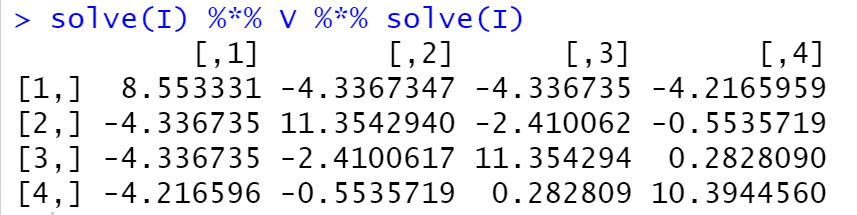 > solve(I) %*% V %*% solve(I)
[,1] [,2] [,3] [,4]
[1,] 8.553331 -4.3367347 -4.336735 -4.2165959
[2,] -4.336735 11.3542940 -2.410062 -0.5535719
[3,] -4.336735 -2.4100617 11.354294 0.2828090
[4,] -4.216596 -0.5535719 0.282809 10.3944560